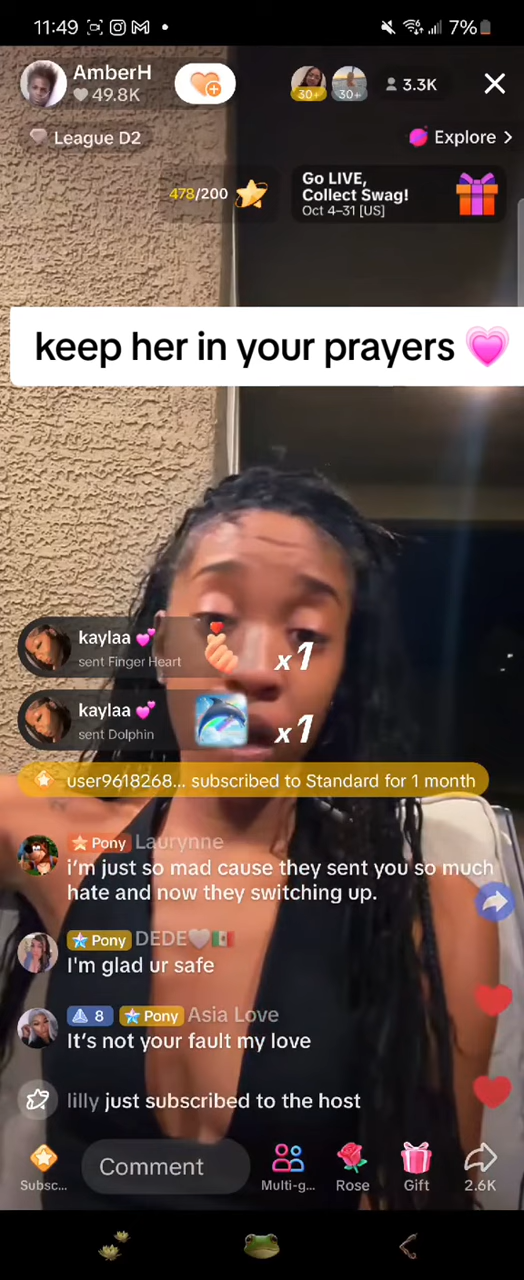 11:49
7%
AmberH
49.8K
30+
30+
3.3K
League D2
Explore >
478/200
Go LIVE,
Collect Swag!
Oct 4–31 [US]
keep her in your prayers 💗
kaylaa 💕
sent Finger Heart
x1
kaylaa 💕
sent Dolphin
x1
user9618268... subscribed to Standard for 1 month
Pony Laurynne
i'm just so mad cause they sent you so much
hate and now they switching up.
Pony DEDE🤍🇲🇽
I'm glad ur safe
8 Pony Asia Love
It's not your fault my love
lilly just subscribed to the host
Comment
Subsc...
Multi-g...
Rose
Gift
2.6K